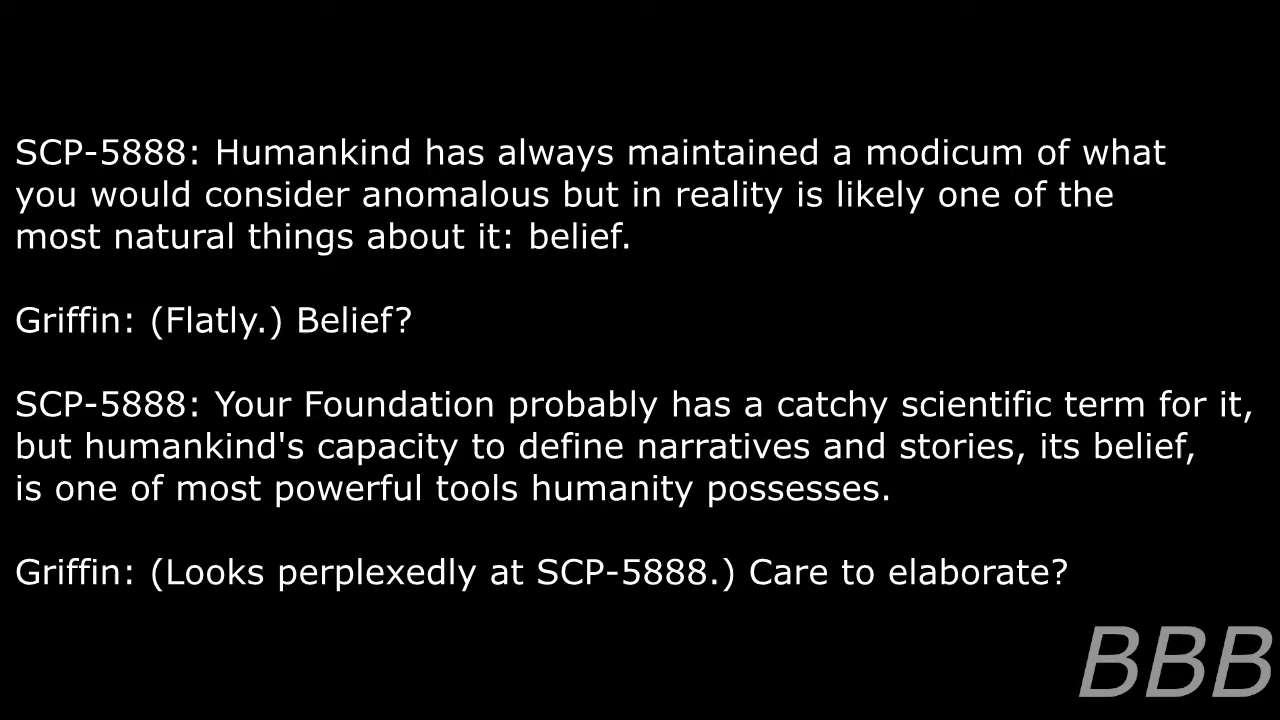 SCP-5888: Humankind has always maintained a modicum of what
you would consider anomalous but in reality is likely one of the
most natural things about it: belief.
Griffin: (Flatly.) Belief?
SCP-5888: Your Foundation probably has a catchy scientific term for it,
but humankind's capacity to define narratives and stories, its belief,
is one of most powerful tools humanity possesses.
Griffin: (Looks perplexedly at SCP-5888.) Care to elaborate?
BBB